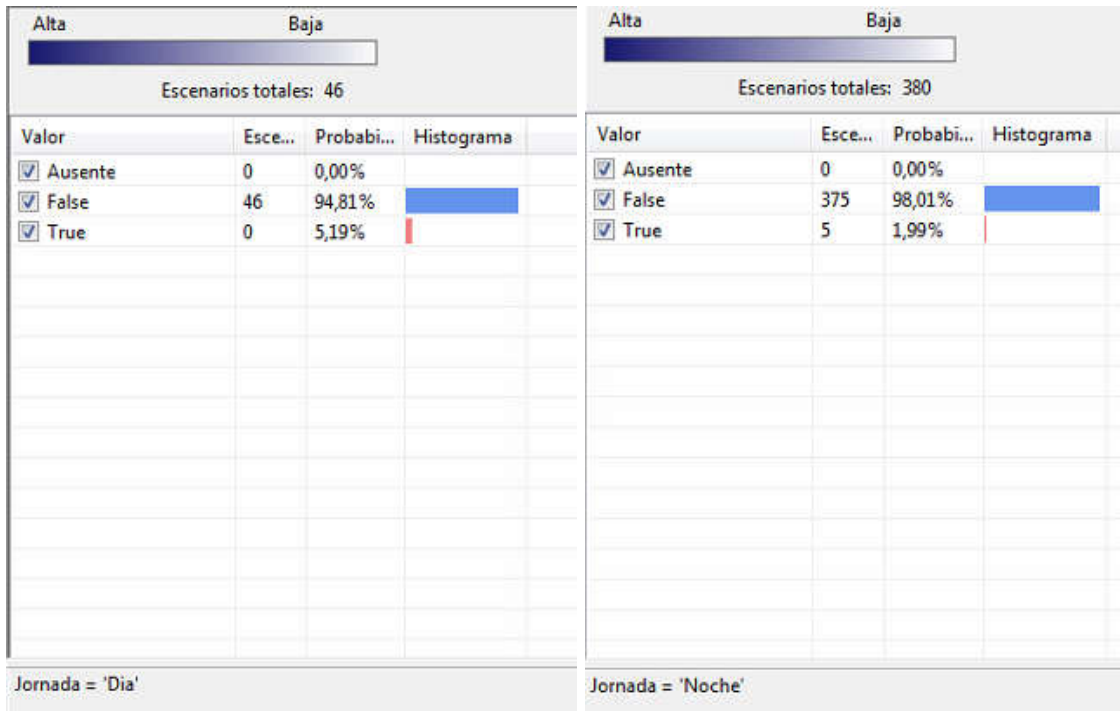 Alta Baja
Escenarios totales: 46
Valor Esce... Probabi... Histograma
Ausente 0 0,00%
False 46 94,81%
True 0 5,19%
Jornada = 'Dia'
Alta Baja
Escenarios totales: 380
Valor Esce... Probabi... Histograma
Ausente 0 0,00%
False 375 98,01%
True 5 1,99%
Jornada = 'Noche'